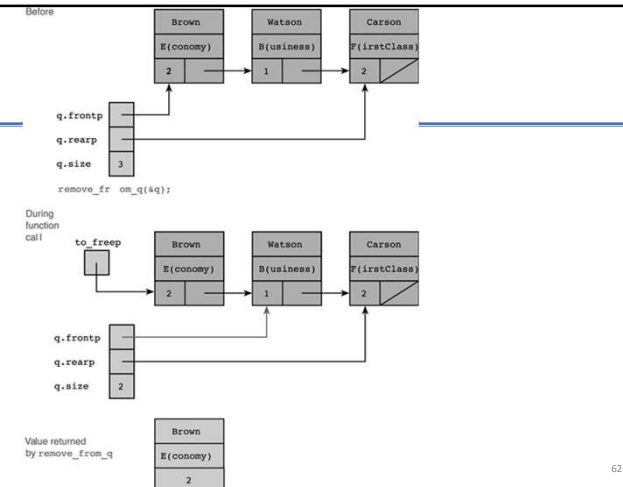 Before
Brown Watson Carson
E(conomy) B(usiness) F(irstClass)
2 1 2
q.frontp
q.rearp
q.size 3
remove_fr om_q(&q);
During
function
call
to_freep
Brown Watson Carson
E(conomy) B(usiness) F(irstClass)
2 1 2
q.frontp
q.rearp
q.size 2
Value returned
by remove_from_q
Brown
E(conomy)
2
62